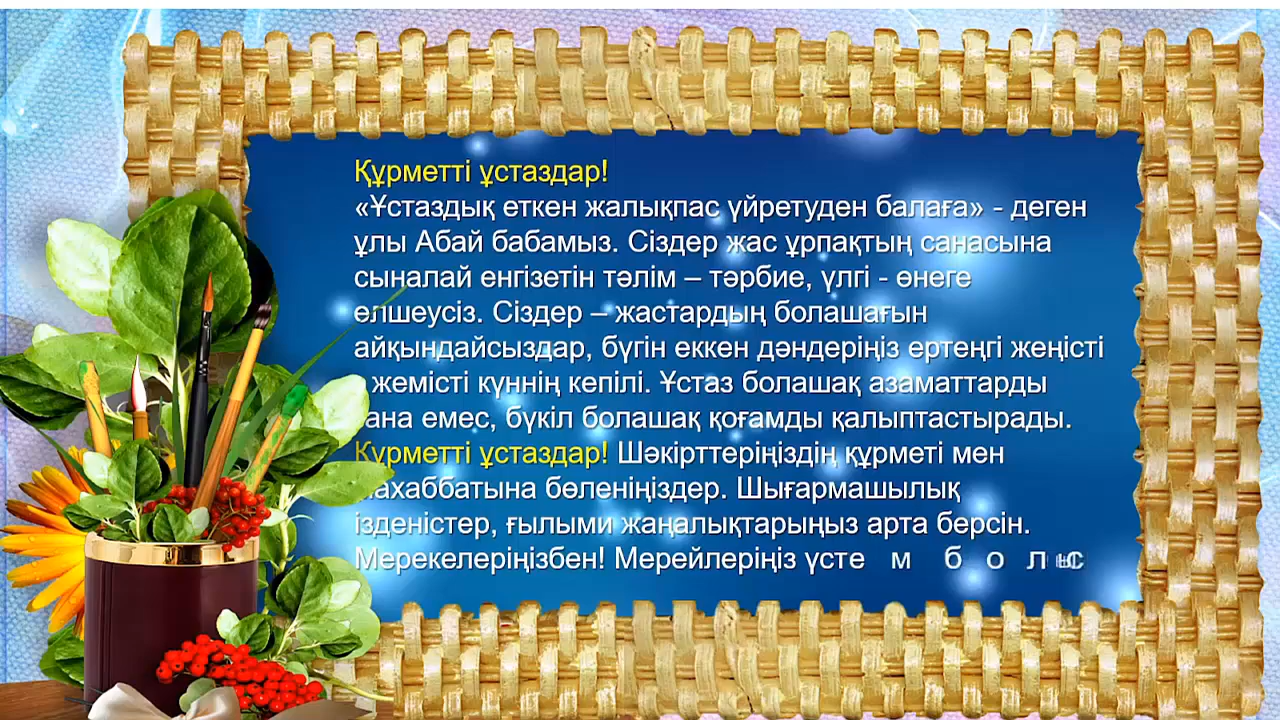 Құрметті ұстаздар!
«Ұстаздық еткен жалықпас үйретуден балаға» - деген
ұлы Абай бабамыз. Сіздер жас ұрпақтың санасына
сыналай енгізетін тәлім – тәрбие, үлгі - өнеге
өлшеусіз. Сіздер – жастардың болашағын
айқындайсыздар, бүгін еккен дәндеріңіз ертеңгі жеңісті
жемісті күннің кепілі. Ұстаз болашақ азаматтарды
емес, бүкіл болашақ қоғамды қалыптастырады.
Құрметті ұстаздар! Шәкірттеріңіздің құрметі мен
бөленіңіздер. Шығармашылық
ізденістер, ғылыми жаңалықтарыңыз арта берсін.
Мерекелеріңізбен! Мерейлеріңіз үстем болыс